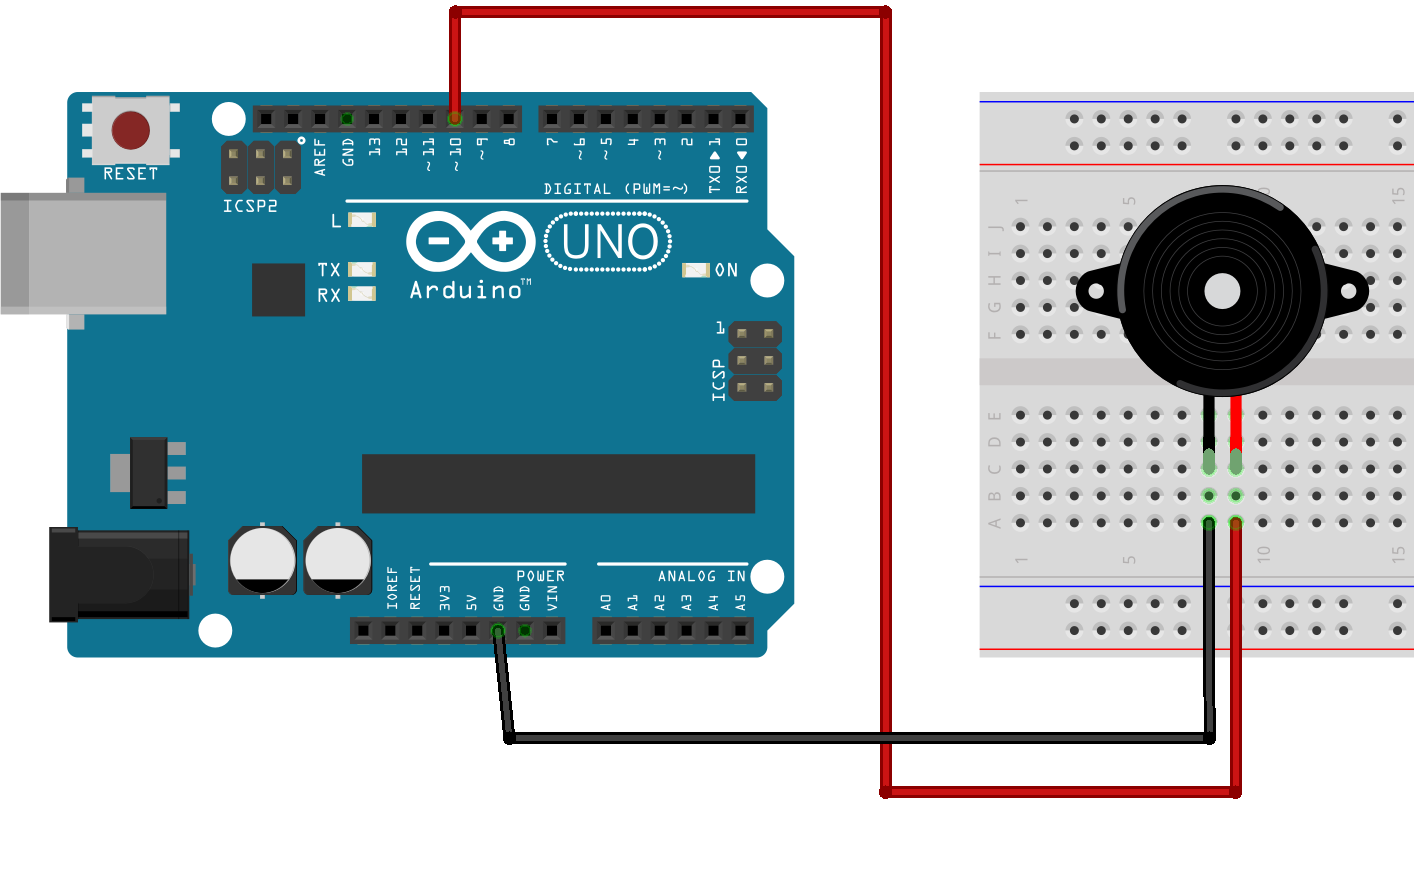 RESET
ICSP2
AREF
GND
13
12
~11
~10
~9
8
7
~6
~5
4
~3
2
TX0▶1
RX0◀0
DIGITAL (PWM=~)
L
TX
RX
UNO
Arduino™
ON
1
ICSP
IOREF
RESET
3V3
5V
GND
GND
VIN
POWER
ANALOG IN
A0
A1
A2
A3
A4
A5
1
5
15
J
I
H
G
F
E
D
C
B
A
1
5
10
15